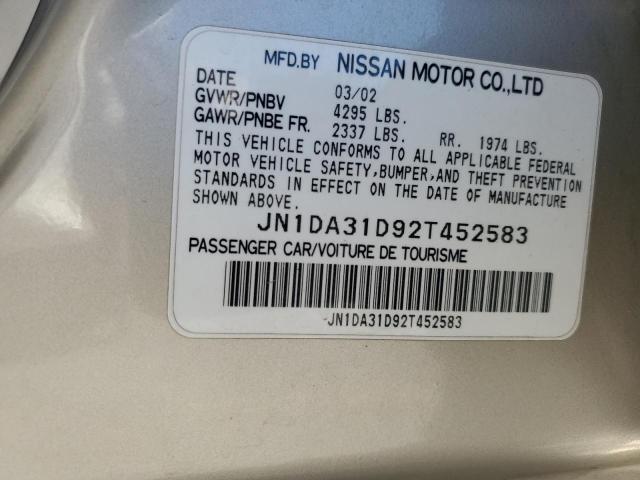 MFD.BY NISSAN MOTOR CO.,LTD
DATE 03/02
GVWR/PNBV 4295 LBS.
GAWR/PNBE FR. 2337 LBS. RR. 1974 LBS.
THIS VEHICLE CONFORMS TO ALL APPLICABLE FEDERAL
MOTOR VEHICLE SAFETY,BUMPER,AND THEFT PREVENTION
STANDARDS IN EFFECT ON THE DATE OF MANUFACTURE
SHOWN ABOVE.
JN1DA31D92T452583
PASSENGER CAR/VOITURE DE TOURISME
JN1DA31D92T452583